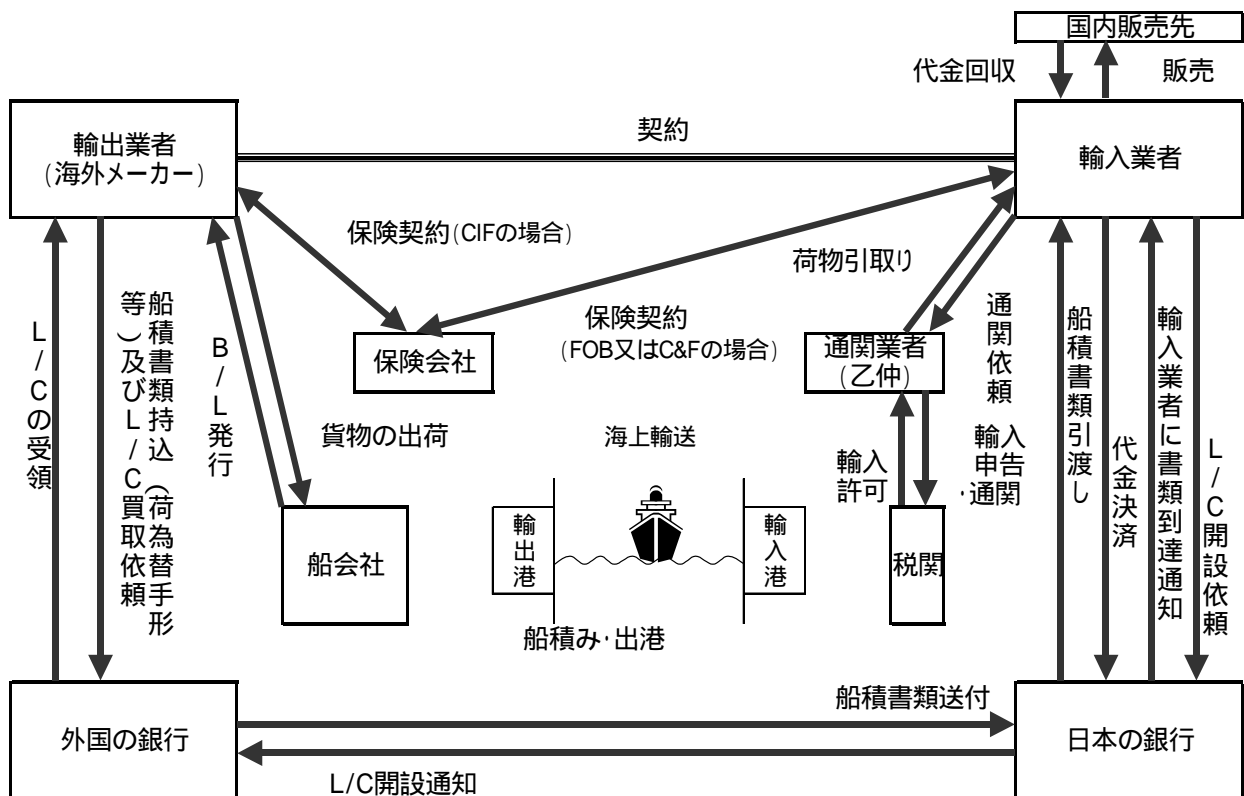 国内販売先
代金回収
販売
輸出業者
(海外メーカー)
契約
輸入業者
保険契約(CIFの場合)
荷物引取り
保険契約
(FOB又はC&Fの場合)
保険会社
通関業者
(乙仲)
通関依頼
L/Cの受領
船積書類持込(荷為替手形
等)及びL/C買取依頼
B/L発行
貨物の出荷
海上輸送
輸入
許可
輸入
申告
·通関
船積書類引渡し
代金決済
輸入業者に書類到達通知
L/C開設依頼
船会社
輸出港
輸入港
税関
船積み·出港
外国の銀行
船積書類送付
日本の銀行
L/C開設通知